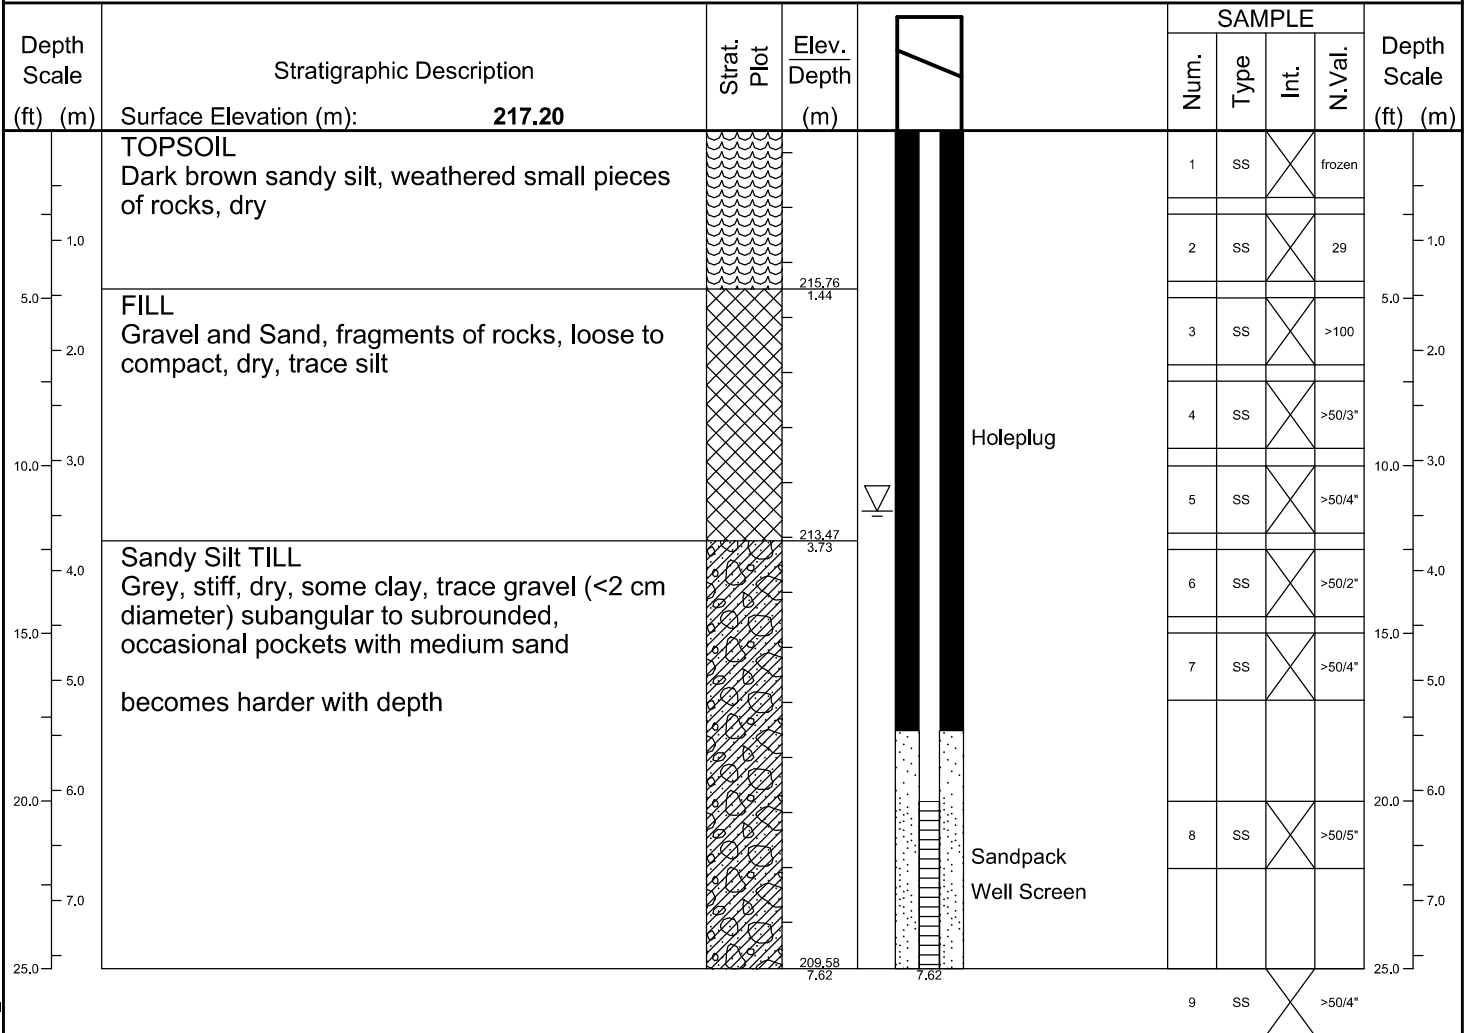 SAMPLE
Depth Scale
(ft) (m)
Stratigraphic Description
Surface Elevation (m): 217.20
Strat. Plot
Elev. Depth
(m)
Num. Type Int. N.Val.
Depth Scale
(ft) (m)
TOPSOIL
Dark brown sandy silt, weathered small pieces
of rocks, dry
215.76
1.44
FILL
Gravel and Sand, fragments of rocks, loose to
compact, dry, trace silt
213.47
3.73
Sandy Silt TILL
Grey, stiff, dry, some clay, trace gravel (<2 cm
diameter) subangular to subrounded,
occasional pockets with medium sand
becomes harder with depth
209.58
7.62
7.62
Holeplug
Sandpack
Well Screen
1 SS frozen
2 SS 29
3 SS >100
4 SS >50/3"
5 SS >50/4"
6 SS >50/2"
7 SS >50/4"
8 SS >50/5"
9 SS >50/4"
1.0
5.0
2.0
10.0 3.0
4.0
15.0
5.0
20.0 6.0
7.0
25.0
1.0
5.0
2.0
10.0 3.0
4.0
15.0
5.0
20.0 6.0
7.0
25.0